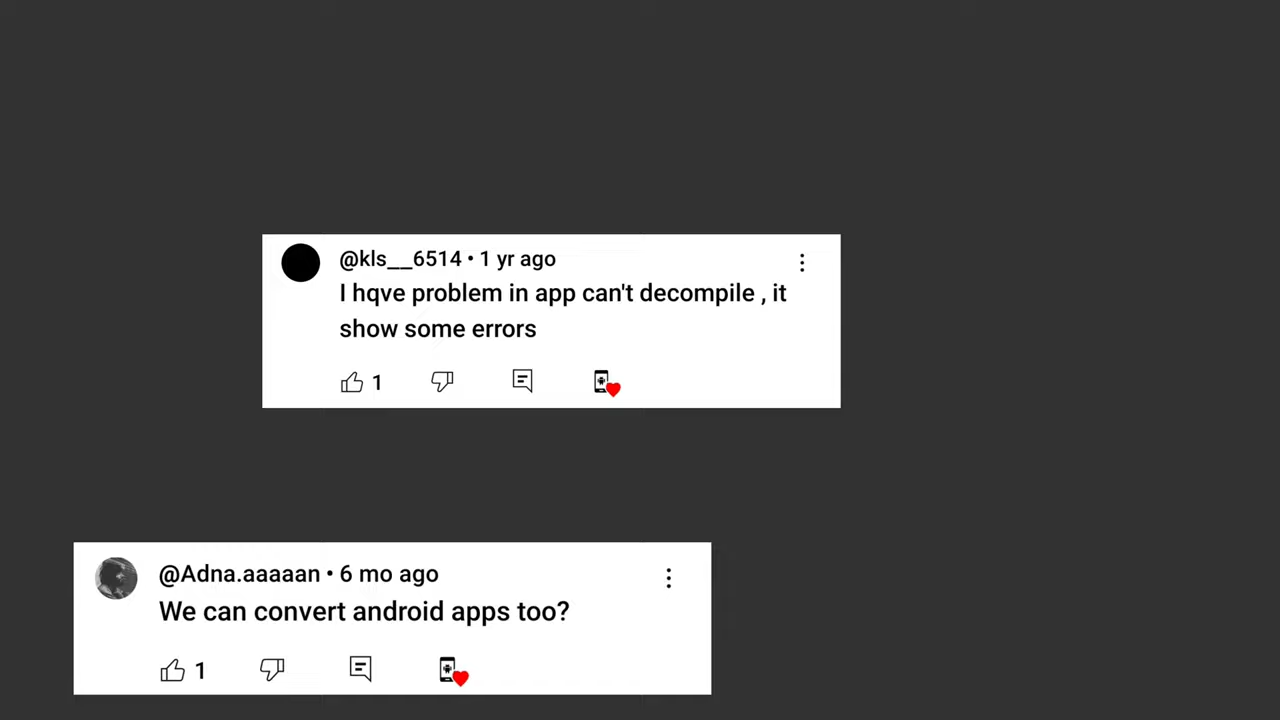 @kls__6514 • 1 yr ago
I hqve problem in app can't decompile , it
show some errors
1
@Adna.aaaaan • 6 mo ago
We can convert android apps too?
1